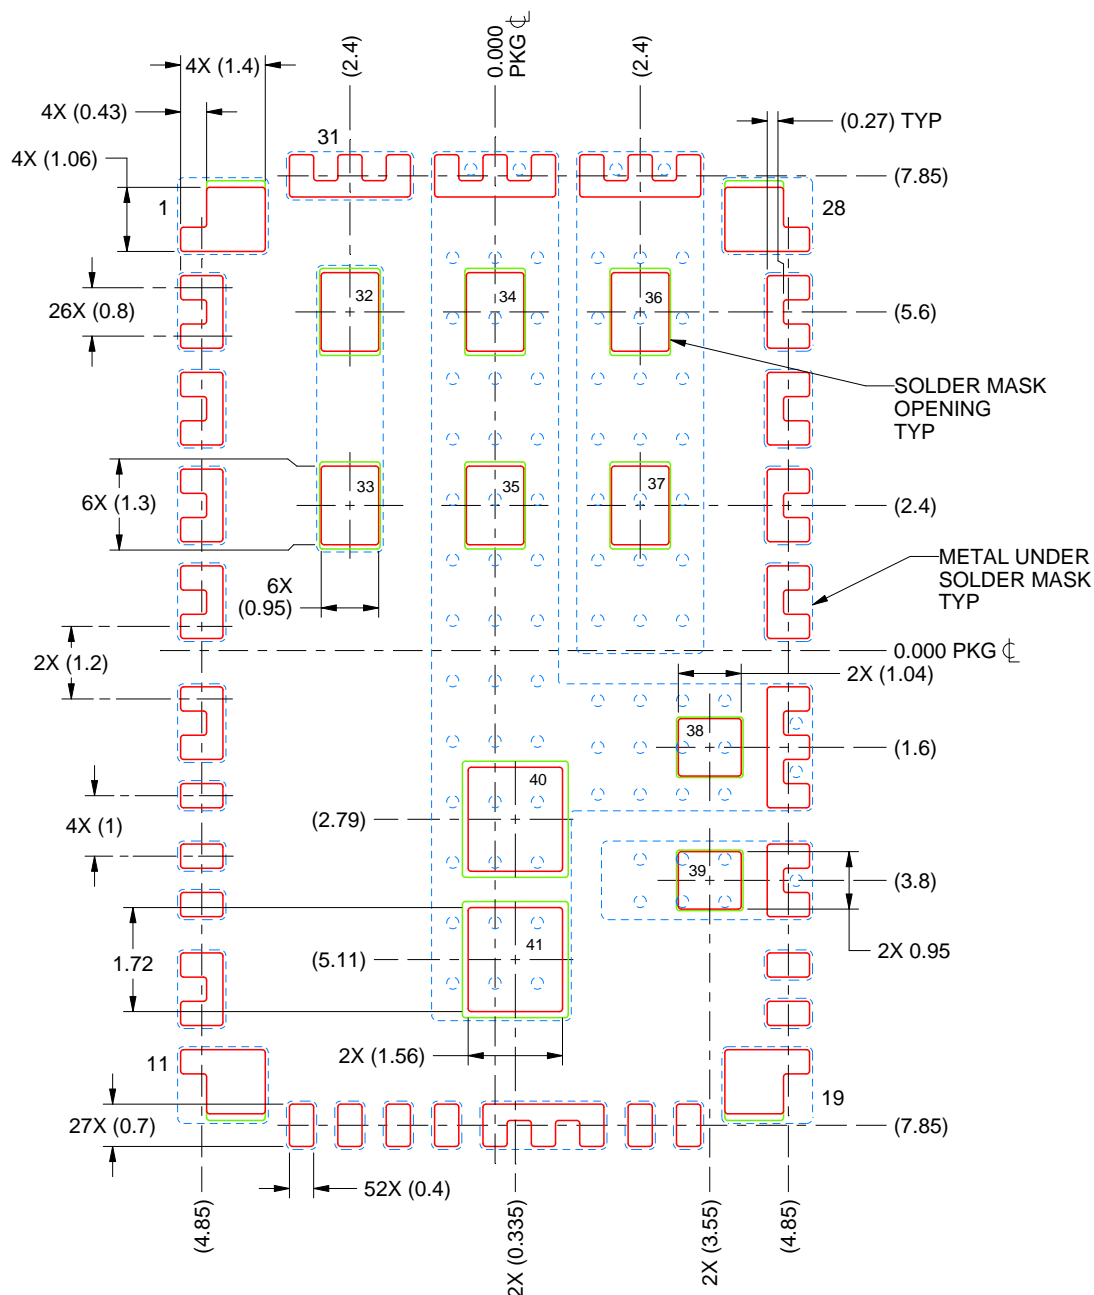 0.000
PKG ℄
(2.4)
(2.4)
4X (1.4)
4X (0.43)
4X (1.06)
31
(0.27) TYP
(7.85)
1
28
26X (0.8)
32
34
36
(5.6)
SOLDER MASK
OPENING
TYP
6X (1.3)
33
35
37
(2.4)
METAL UNDER
SOLDER MASK
TYP
6X
(0.95)
0.000 PKG ℄
2X (1.2)
2X (1.04)
38
(1.6)
40
4X (1)
(2.79)
39
(3.8)
1.72
(5.11)
41
2X 0.95
2X (1.56)
11
19
27X (0.7)
(7.85)
52X (0.4)
(4.85)
2X (0.335)
2X (3.55)
(4.85)